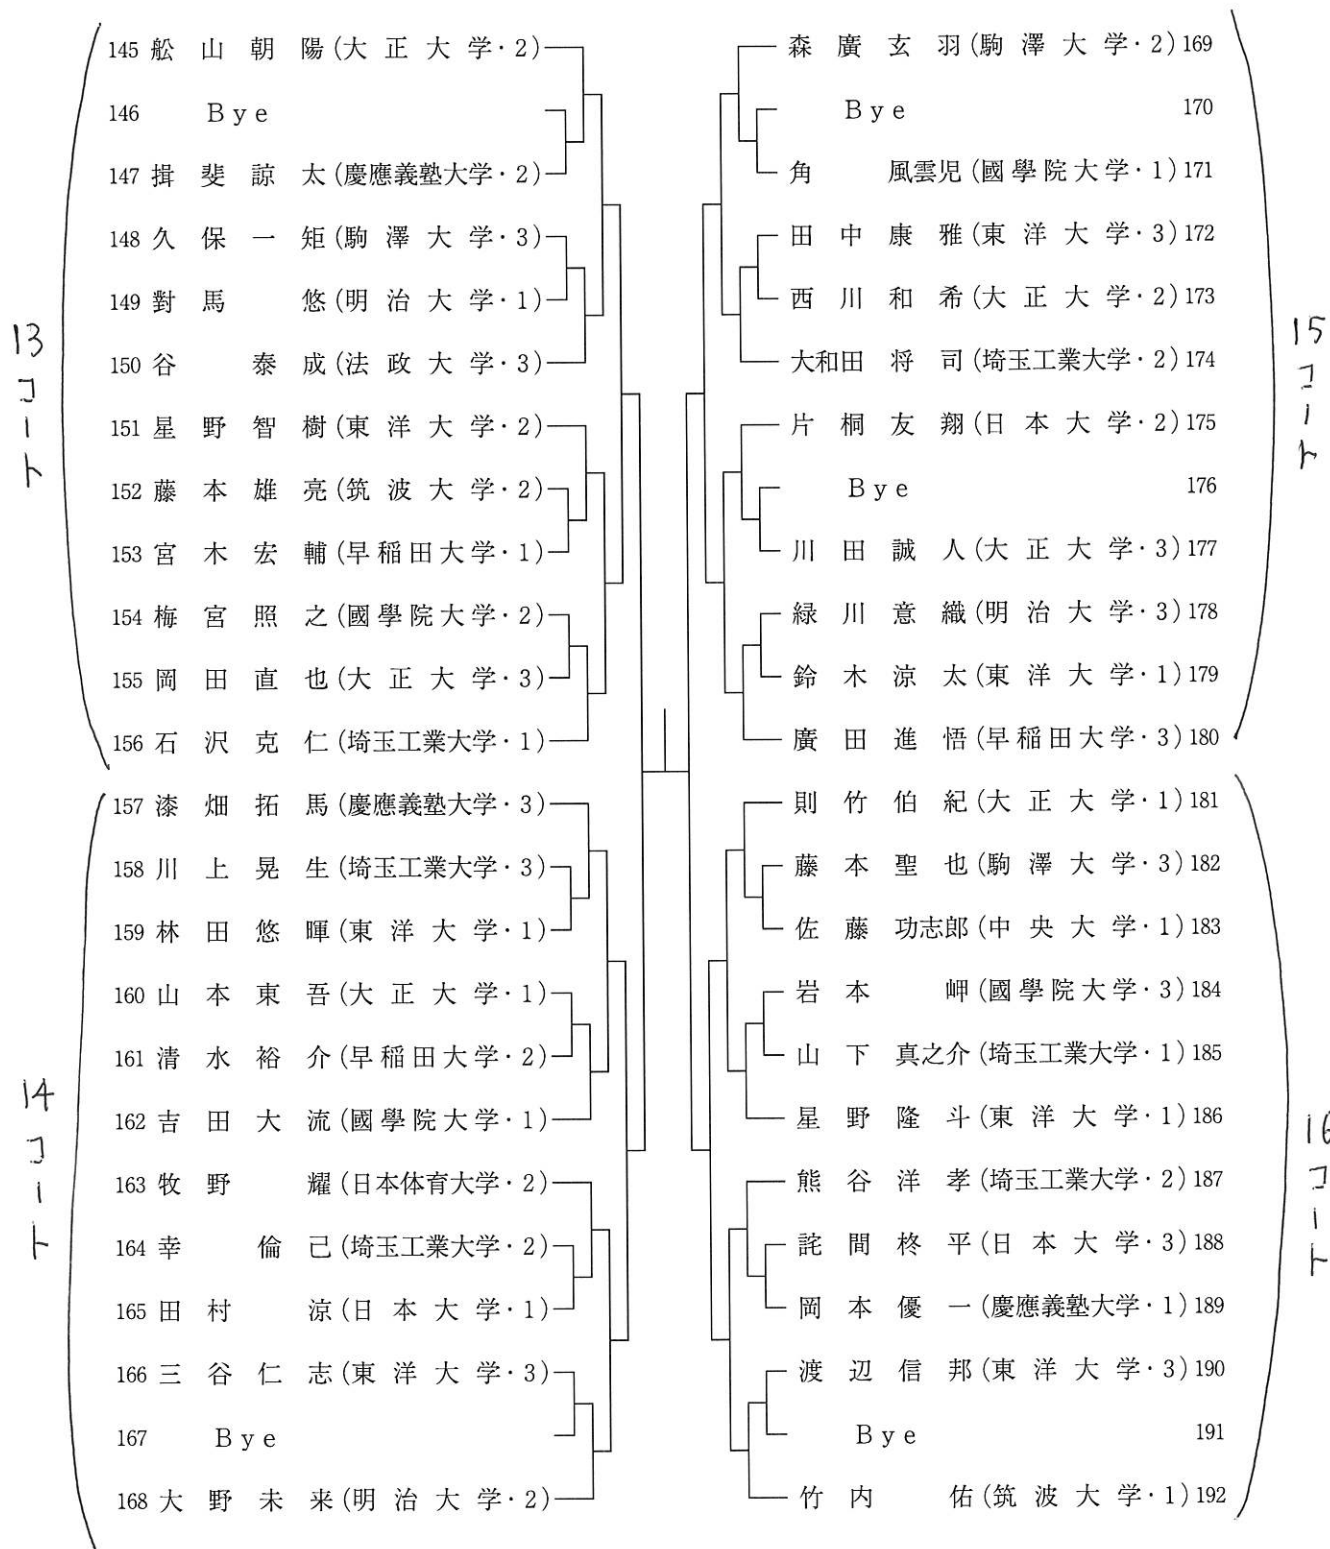 13コート
145 舩山朝陽(大正大学・2)
146 Bye
147 揖斐諒太(慶應義塾大学・2)
148 久保一矩(駒澤大学・3)
149 對馬悠(明治大学・1)
150 谷泰成(法政大学・3)
151 星野智樹(東洋大学・2)
152 藤本雄亮(筑波大学・2)
153 宮木宏輔(早稲田大学・1)
154 梅宮照之(國學院大学・2)
155 岡田直也(大正大学・3)
156 石沢克仁(埼玉工業大学・1)
14コート
157 漆畑拓馬(慶應義塾大学・3)
158 川上晃生(埼玉工業大学・3)
159 林田悠暉(東洋大学・1)
160 山本東吾(大正大学・1)
161 清水裕介(早稲田大学・2)
162 吉田大流(國學院大学・1)
163 牧野耀(日本体育大学・2)
164 幸倫己(埼玉工業大学・2)
165 田村涼(日本大学・1)
166 三谷仁志(東洋大学・3)
167 Bye
168 大野未来(明治大学・2)
15コート
森廣玄羽(駒澤大学・2)169
Bye 170
角風雲児(國學院大学・1)171
田中康雅(東洋大学・3)172
西川和希(大正大学・2)173
大和田将司(埼玉工業大学・2)174
片桐友翔(日本大学・2)175
Bye 176
川田誠人(大正大学・3)177
緑川意織(明治大学・3)178
鈴木涼太(東洋大学・1)179
廣田進悟(早稲田大学・3)180
16コート
則竹伯紀(大正大学・1)181
藤本聖也(駒澤大学・3)182
佐藤功志郎(中央大学・1)183
岩本岬(國學院大学・3)184
山下真之介(埼玉工業大学・1)185
星野隆斗(東洋大学・1)186
熊谷洋孝(埼玉工業大学・2)187
詫間柊平(日本大学・3)188
岡本優一(慶應義塾大学・1)189
渡辺信邦(東洋大学・3)190
Bye 191
竹内佑(筑波大学・1)192